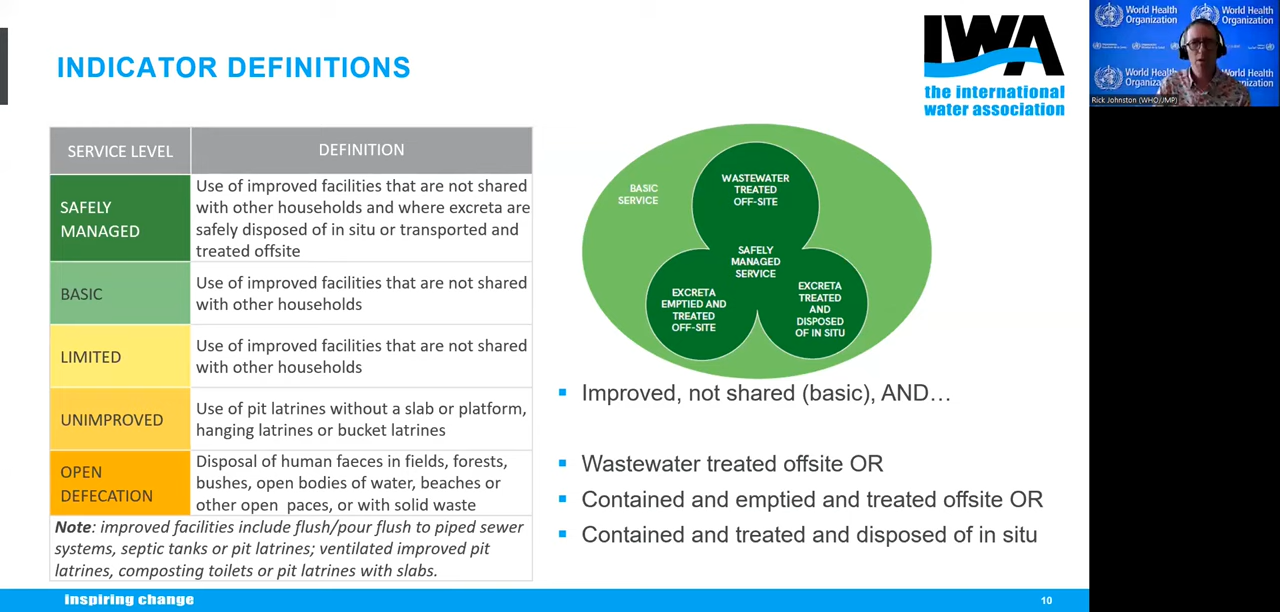 INDICATOR DEFINITIONS
IWA
the international
water association
SERVICE LEVEL
DEFINITION
SAFELY
MANAGED
Use of improved facilities that are not shared
with other households and where excreta are
safely disposed of in situ or transported and
treated offsite
BASIC
Use of improved facilities that are not shared
with other households
LIMITED
Use of improved facilities that are not shared
with other households
UNIMPROVED
Use of pit latrines without a slab or platform,
hanging latrines or bucket latrines
OPEN
DEFECATION
Disposal of human faeces in fields, forests,
bushes, open bodies of water, beaches or
other open paces, or with solid waste
Note: improved facilities include flush/pour flush to piped sewer
systems, septic tanks or pit latrines; ventilated improved pit
latrines, composting toilets or pit latrines with slabs.
BASIC
SERVICE
WASTEWATER
TREATED
OFF-SITE
SAFELY
MANAGED
SERVICE
EXCRETA
EMPTIED AND
TREATED
OFF-SITE
EXCRETA
TREATED
AND
DISPOSED
OF IN SITU
▪ Improved, not shared (basic), AND…
▪ Wastewater treated offsite OR
▪ Contained and emptied and treated offsite OR
▪ Contained and treated and disposed of in situ
inspiring change
10
World Health
Organization
World Health
Organization
World Health
World Health
Organization
Rick Johnston (WHO/JMP)